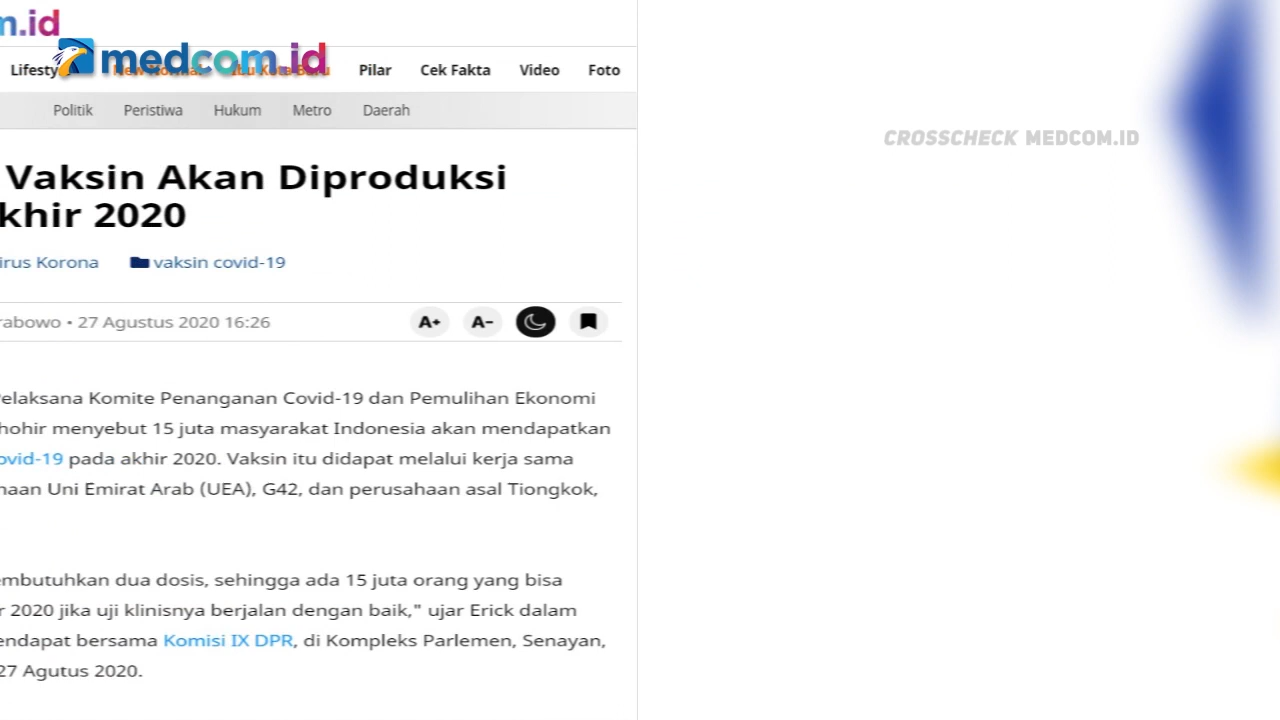 n.id
medcom.id
Lifesty
Pilar Cek Fakta Video Foto
Politik Peristiwa Hukum Metro Daerah
CROSSCHECK MEDCOM.ID
Vaksin Akan Diproduksi
khir 2020
irus Korona vaksin covid-19
rabowo • 27 Agustus 2020 16:26
A+ A-
Pelaksana Komite Penanganan Covid-19 dan Pemulihan Ekonomi
hohir menyebut 15 juta masyarakat Indonesia akan mendapatkan
ovid-19 pada akhir 2020. Vaksin itu didapat melalui kerja sama
haan Uni Emirat Arab (UEA), G42, dan perusahaan asal Tiongkok,
embutuhkan dua dosis, sehingga ada 15 juta orang yang bisa
r 2020 jika uji klinisnya berjalan dengan baik," ujar Erick dalam
endapat bersama Komisi IX DPR, di Kompleks Parlemen, Senayan,
27 Agutus 2020.